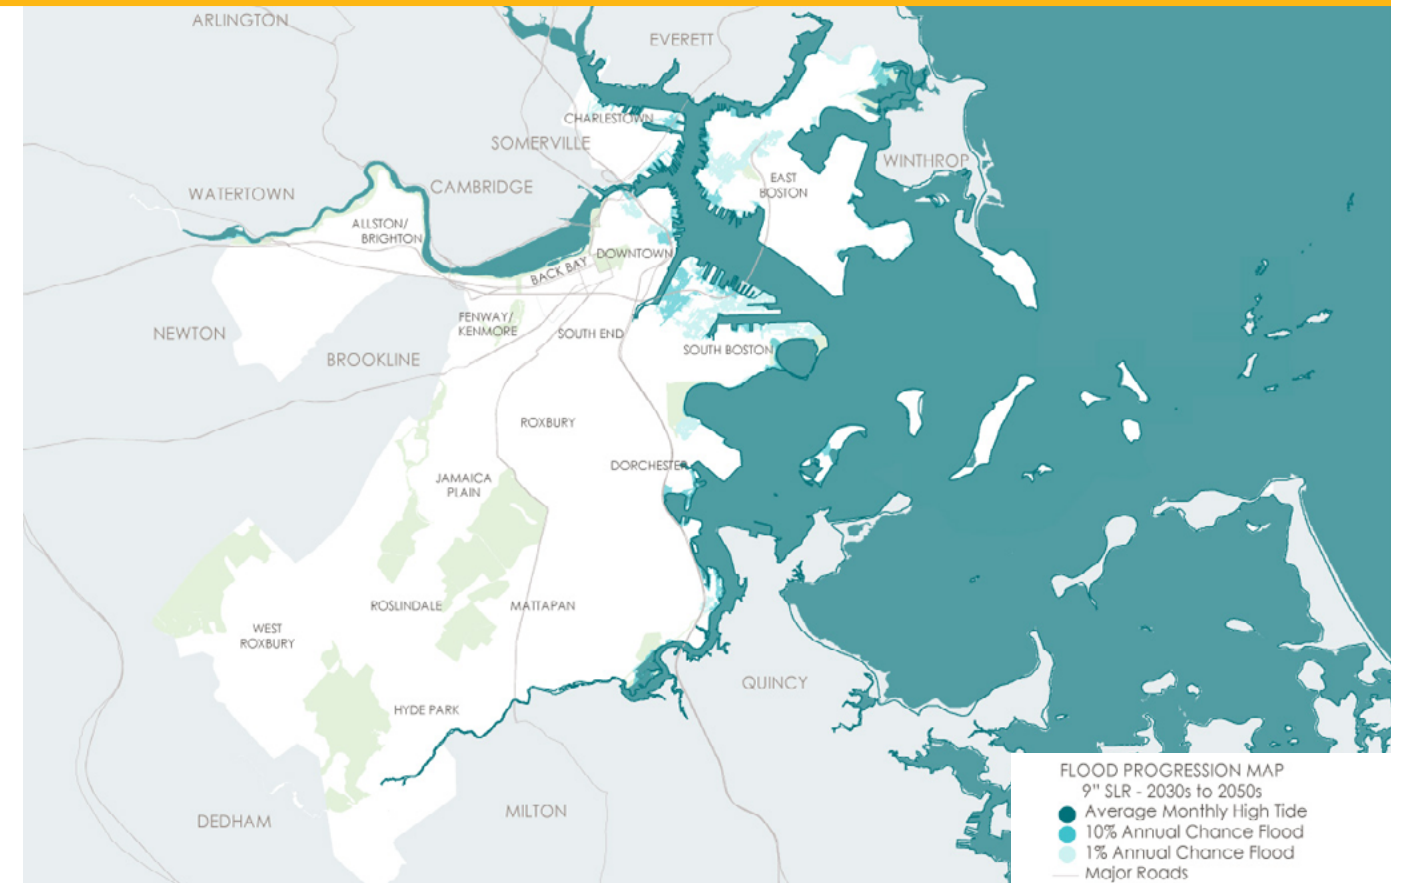 ARLINGTON
EVERETT
CHARLESTOWN
SOMERVILLE
WINTHROP
CAMBRIDGE
WATERTOWN
EAST
BOSTON
ALLSTON/
BRIGHTON
DOWNTOWN
BACK BAY
FENWAY/
KENMORE
SOUTH END
NEWTON
BROOKLINE
SOUTH BOSTON
ROXBURY
DORCHESTER
JAMAICA
PLAIN
ROSLINDALE
MATTAPAN
WEST
ROXBURY
QUINCY
HYDE PARK
MILTON
DEDHAM
FLOOD PROGRESSION MAP
9" SLR - 2030s to 2050s
Average Monthly High Tide
10% Annual Chance Flood
1% Annual Chance Flood
Major Roads